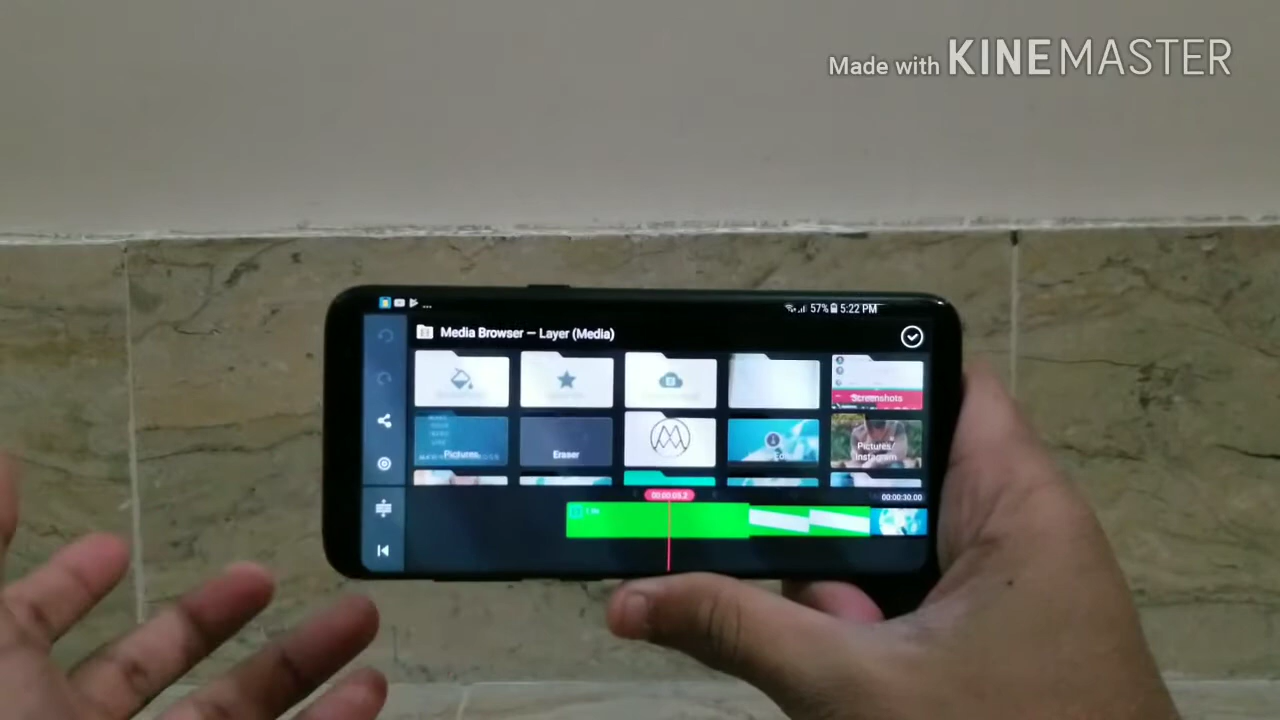 Made with KINEMASTER
57% 5:22 PM
Media Browser – Layer (Media)
Screenshots
Pictures
Eraser
Pictures/
Instagram
00:00:30.00